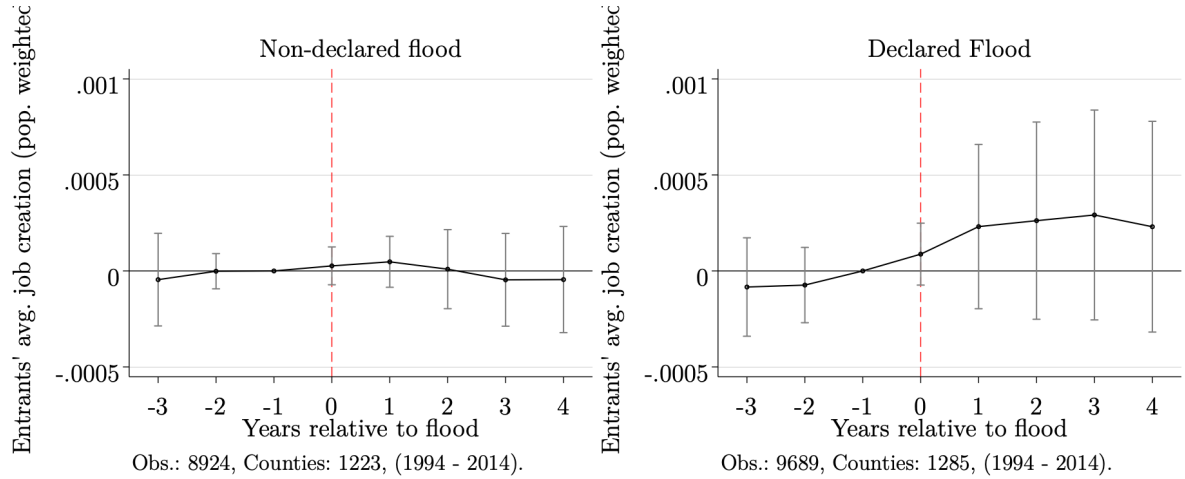 Non-declared flood
Entrants' avg. job creation (pop. weighted
.001
.0005
0
-.0005
-3 -2 -1 0 1 2 3 4
Years relative to flood
Obs.: 8924, Counties: 1223, (1994 - 2014).
Declared Flood
Entrants' avg. job creation (pop. weighted
.001
.0005
0
-.0005
-3 -2 -1 0 1 2 3 4
Years relative to flood
Obs.: 9689, Counties: 1285, (1994 - 2014).